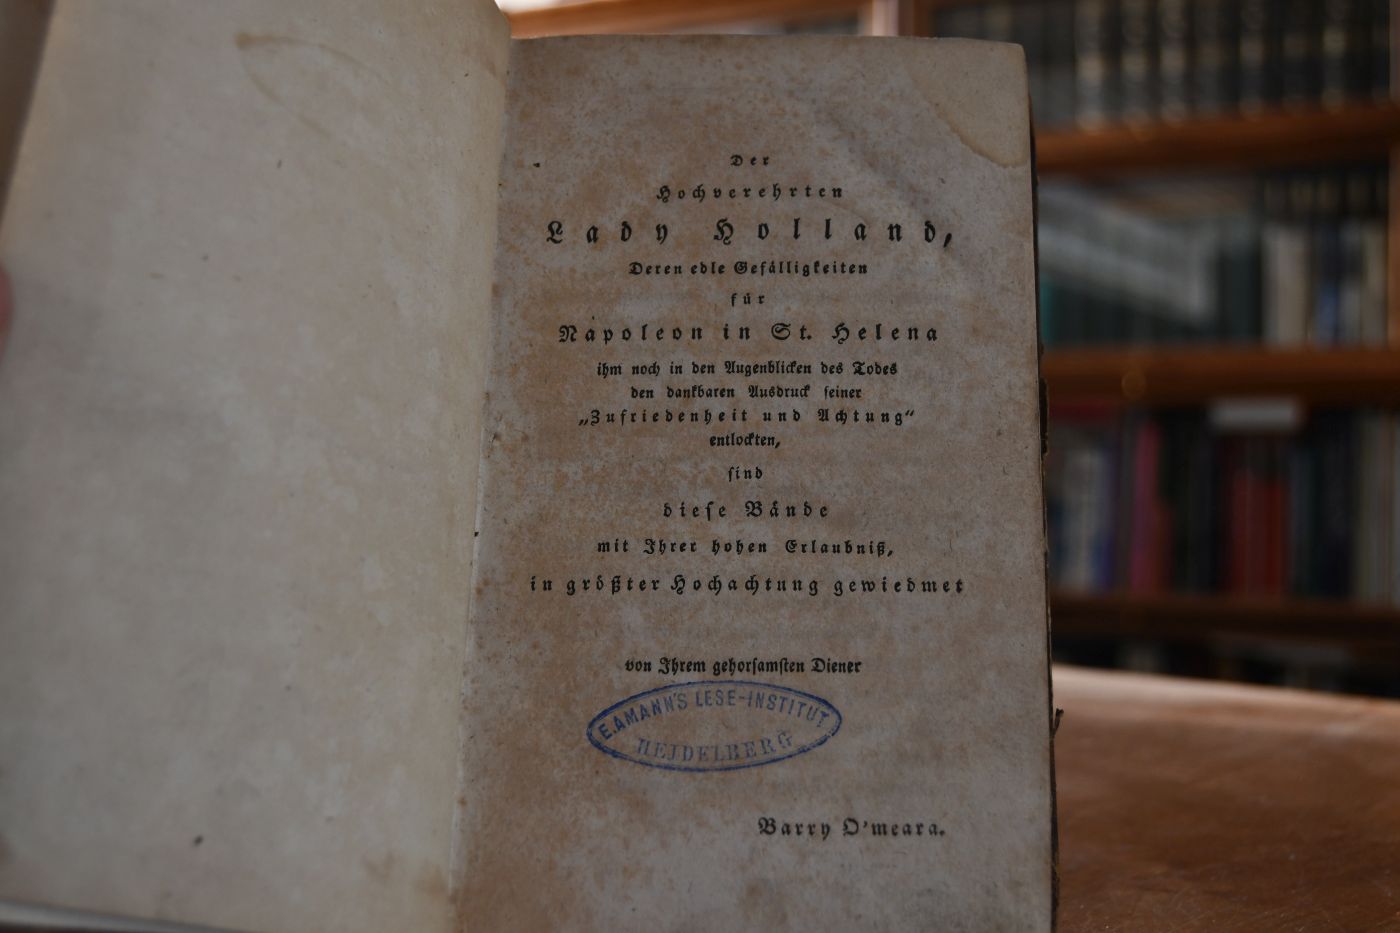 Der
Hochverehrten
Lady Holland,
Deren edle Gefälligkeiten
für
Napoleon in St. Helena
ihm noch in den Augenblicken des Todes
den dankbaren Ausdruck seiner
„Zufriedenheit und Achtung“
entlockten,
sind
diese Bände
mit Ihrer hohen Erlaubniß,
in größter Hochachtung gewiedmet
von Ihrem gehorsamsten Diener
E.AMANN'S LESE-INSTITUT
HEIDELBERG
Barry O'meara.